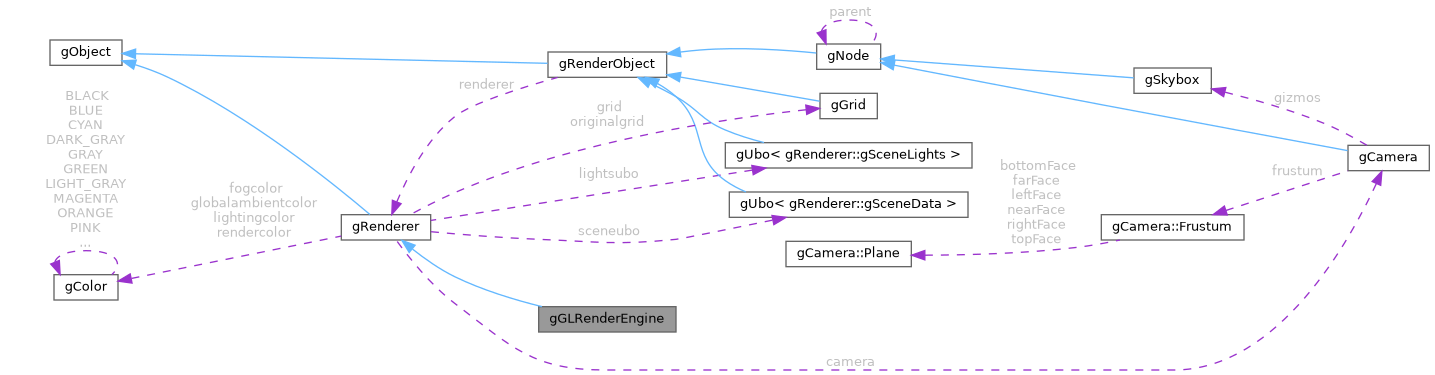 parent
gObject
gNode
gRenderObject
gSkybox
renderer
BLACK
BLUE
CYAN
DARK_GRAY
GRAY
GREEN
LIGHT_GRAY
MAGENTA
ORANGE
PINK
...
grid
originalgrid
gGrid
gizmos
gUbo< gRenderer::gSceneLights >
gCamera
lightsubo
bottomFace
farFace
leftFace
nearFace
rightFace
topFace
frustum
fogcolor
globalambientcolor
lightingcolor
rendercolor
gUbo< gRenderer::gSceneData >
gRenderer
sceneubo
gCamera::Frustum
gCamera::Plane
gColor
gGLRenderEngine
camera